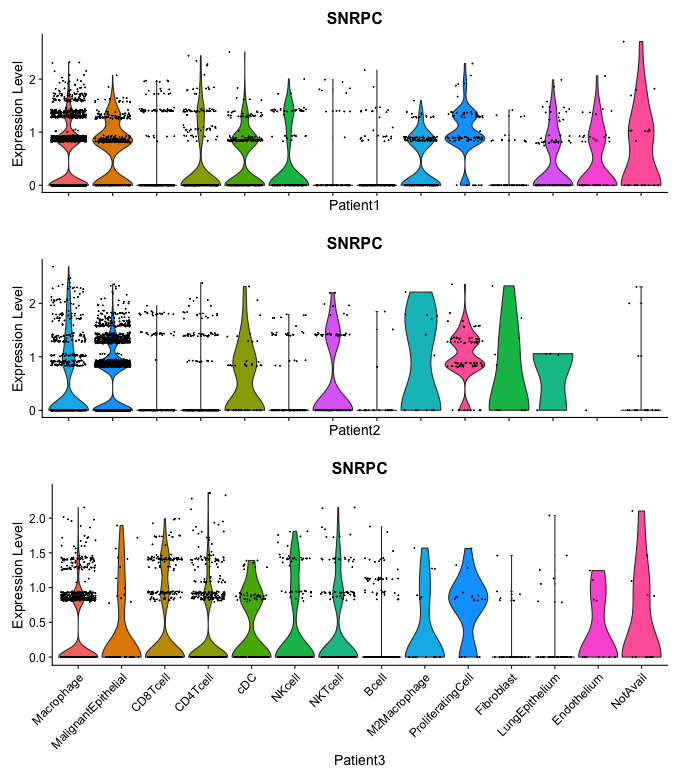 SNRPC
Expression Level
2
1
0
Patient1
SNRPC
Expression Level
2
1
0
Patient2
SNRPC
Expression Level
2.0
1.5
1.0
0.5
0.0
Macrophage
MalignantEpithelial
CD8Tcell
CD4Tcell
cDC
NKcell
NKTcell
Bcell
M2Macrophage
ProliferatingCell
Fibroblast
LungEpithelium
Endothelium
NotAvail
Patient3